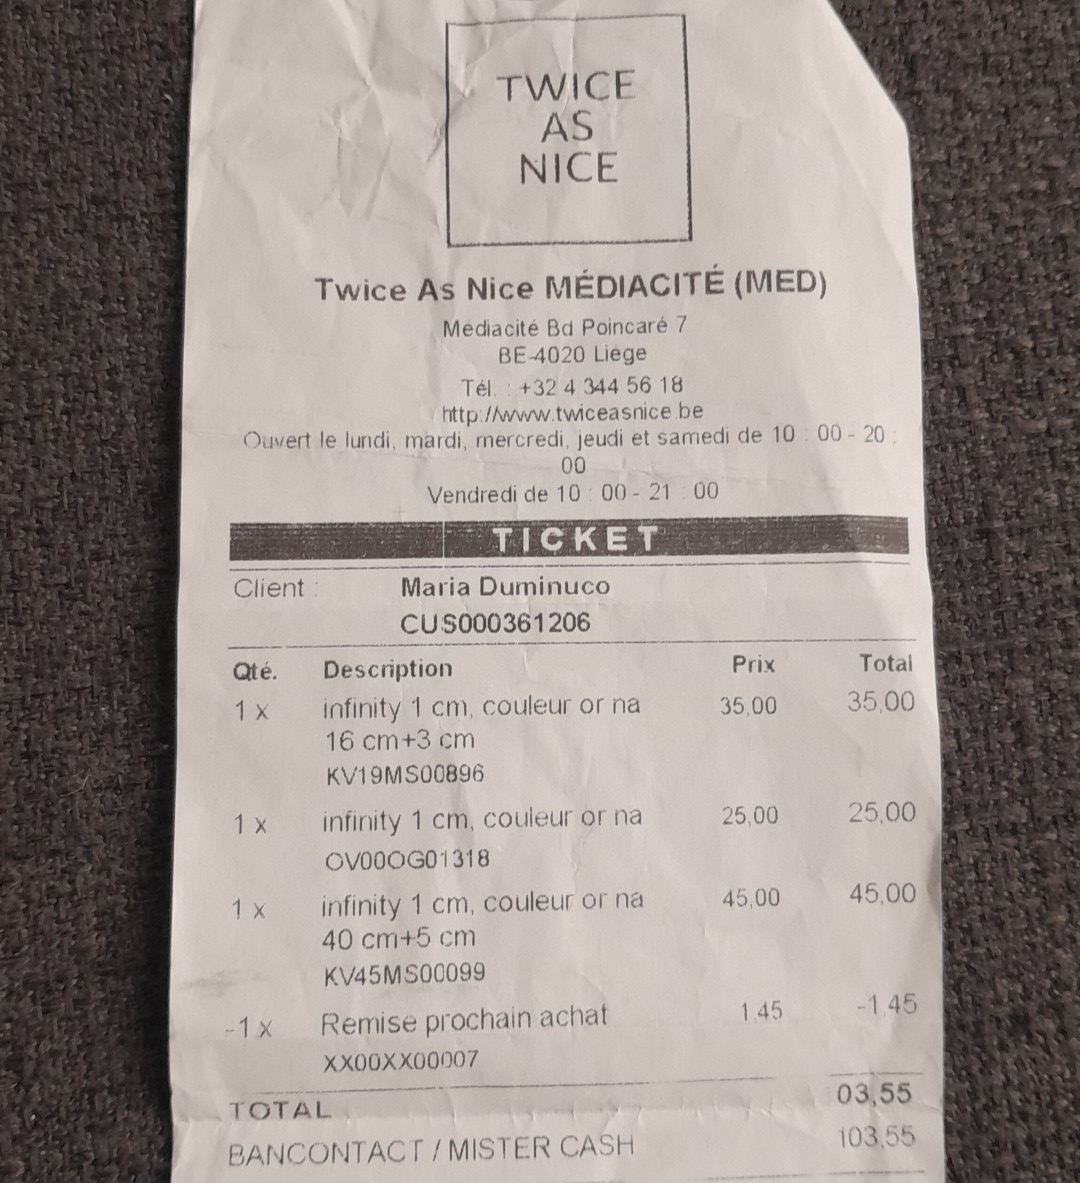 TWICE
AS
NICE
Twice As Nice MÉDIACITÉ (MED)
Médiacité Bd Poincaré 7
BE-4020 Liège
Tél. : +32 4 344 56 18
http://www.twiceasnice.be
Ouvert le lundi, mardi, mercredi, jeudi et samedi de 10 : 00 - 20 :
00
Vendredi de 10 : 00 - 21 : 00
TICKET
Client : Maria Duminuco
CUS000361206
Qté. Description Prix Total
1 x infinity 1 cm, couleur or na 35,00 35,00
16 cm+3 cm
KV19MS00896
1 x infinity 1 cm, couleur or na 25,00 25,00
OV00OG01318
1 x infinity 1 cm, couleur or na 45,00 45,00
40 cm+5 cm
KV45MS00099
-1 x Remise prochain achat 1,45 -1,45
XX00XX00007
TOTAL 03,55
BANCONTACT / MISTER CASH 103,55